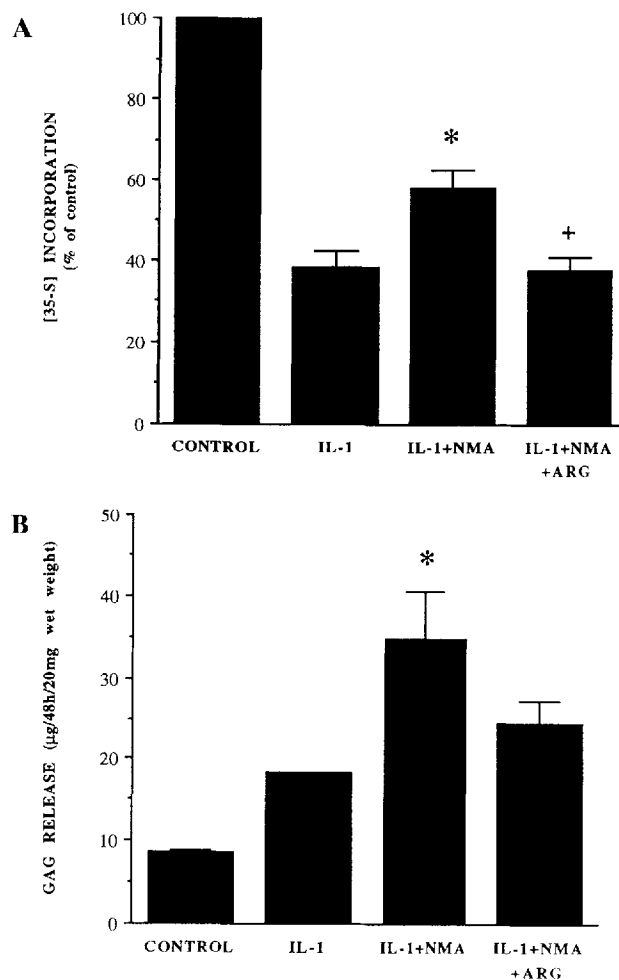 A
[35-S] INCORPORATION
(% of control)
100
80
60
40
20
0
*
+
CONTROL
IL-1
IL-1+NMA
IL-1+NMA
+ARG
B
GAG RELEASE (µg/48h/20mg wet weight)
50
40
30
20
10
0
*
CONTROL
IL-1
IL-1+NMA
IL-1+NMA
+ARG